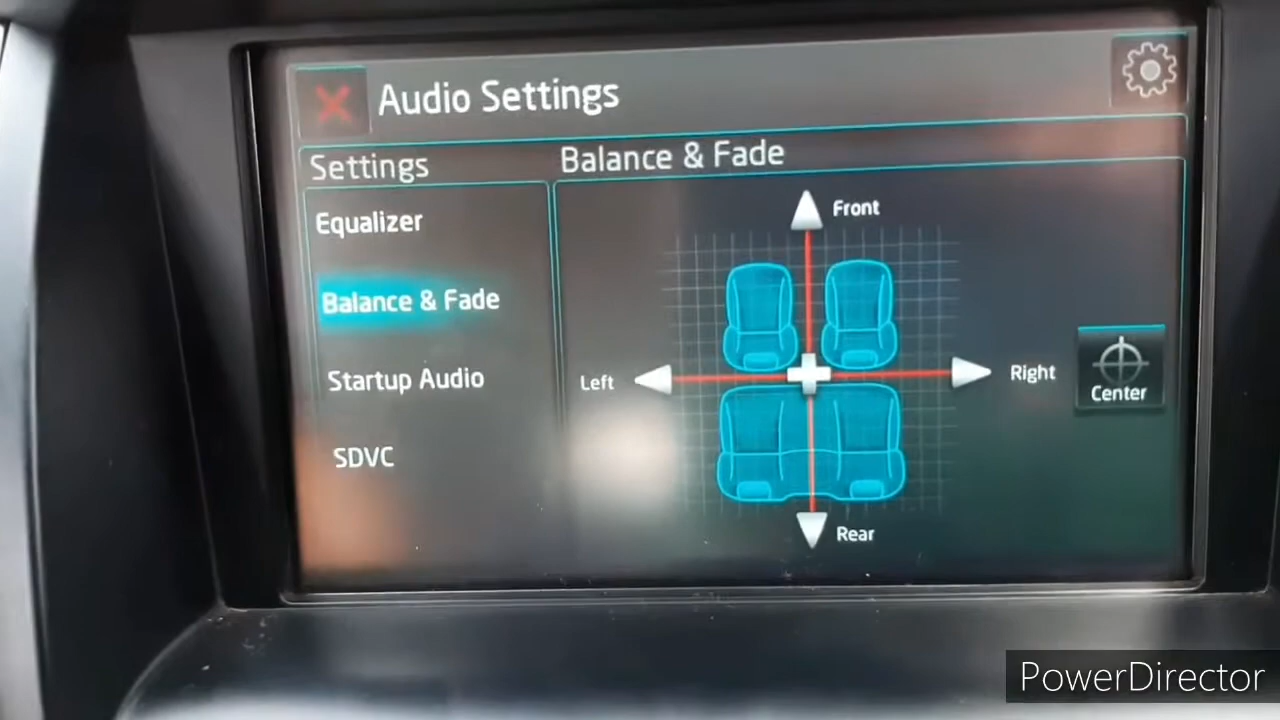 Audio Settings
Settings
Balance & Fade
Equalizer
Balance & Fade
Startup Audio
SDVC
Front
Left
Right
Center
Rear
PowerDirector